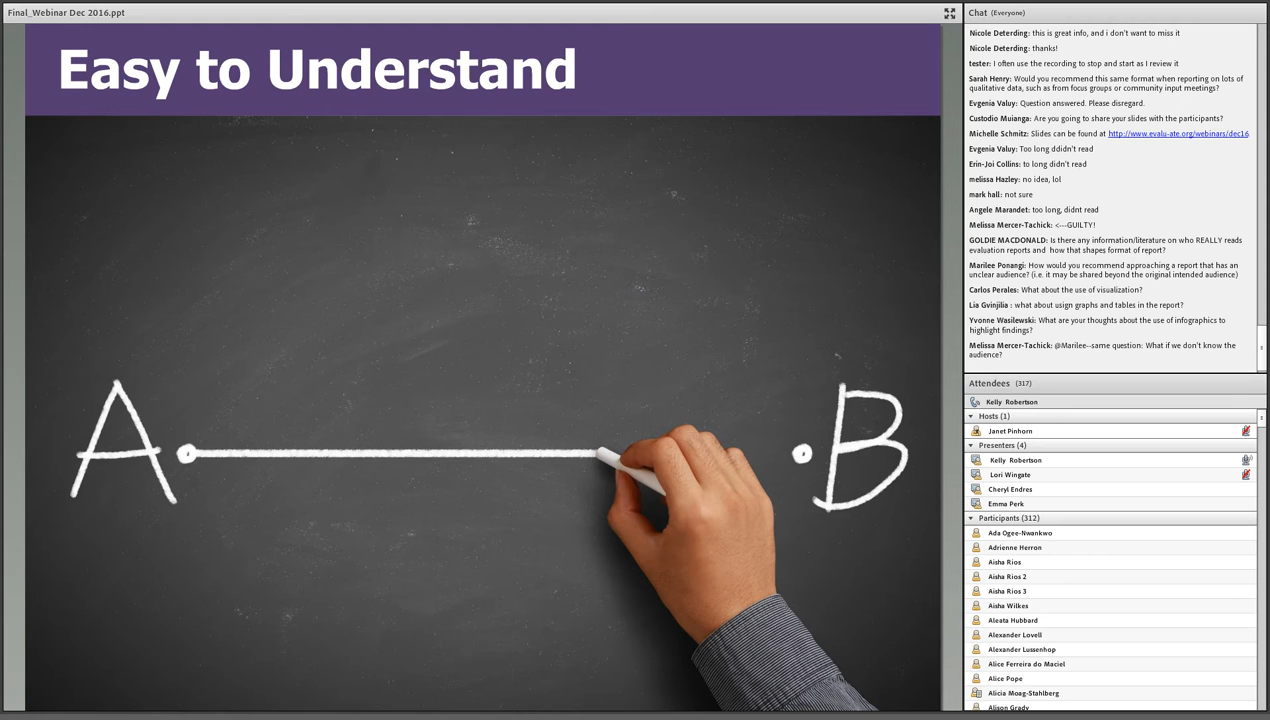 Final_Webinar Dec 2016.ppt
Easy to Understand
A
B
Chat (Everyone)
Nicole Deterding: this is great info, and i don't want to miss it
Nicole Deterding: thanks!
tester: I often use the recording to stop and start as I review it
Sarah Henry: Would you recommend this same format when reporting on lots of
qualitative data, such as from focus groups or community input meetings?
Evgenia Valuy: Question answered. Please disregard.
Custodio Muianga: Are you going to share your slides with the participants?
Michelle Schmitz: Slides can be found at http://www.evalu-ate.org/webinars/dec16.
Evgenia Valuy: Too long ddidn't read
Erin-Joi Collins: to long didn't read
melissa Hazley: no idea, lol
mark hall: not sure
Angele Marandet: too long, didnt read
Melissa Mercer-Tachick: <---GUILTY!
GOLDIE MACDONALD: Is there any information/literature on who REALLY reads
evaluation reports and how that shapes format of report?
Marilee Ponangi: How would you recommend approaching a report that has an
unclear audience? (i.e. it may be shared beyond the original intended audience)
Carlos Perales: What about the use of visualization?
Lia Gvinjilia : what about usign graphs and tables in the report?
Yvonne Wasilewski: What are your thoughts about the use of infographics to
highlight findings?
Melissa Mercer-Tachick: @Marilee--same question: What if we don't know the
audience?
Attendees (317)
Kelly Robertson
Hosts (1)
Janet Pinhorn
Presenters (4)
Kelly Robertson
Lori Wingate
Cheryl Endres
Emma Perk
Participants (312)
Ada Ogee-Nwankwo
Adrienne Herron
Aisha Rios
Aisha Rios 2
Aisha Rios 3
Aisha Wilkes
Aleata Hubbard
Alexander Lovell
Alexander Lussenhop
Alice Ferreira do Maciel
Alice Pope
Alicia Moag-Stahlberg
Alison Grady